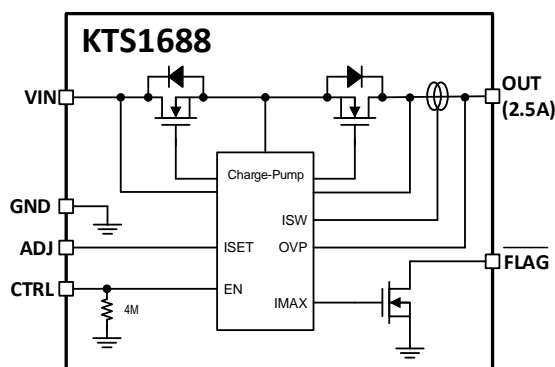 KTS1688
VIN
OUT
(2.5A)
Charge-Pump
GND
ISW
ADJ
ISET
OVP
FLAG
CTRL
EN
4M
IMAX